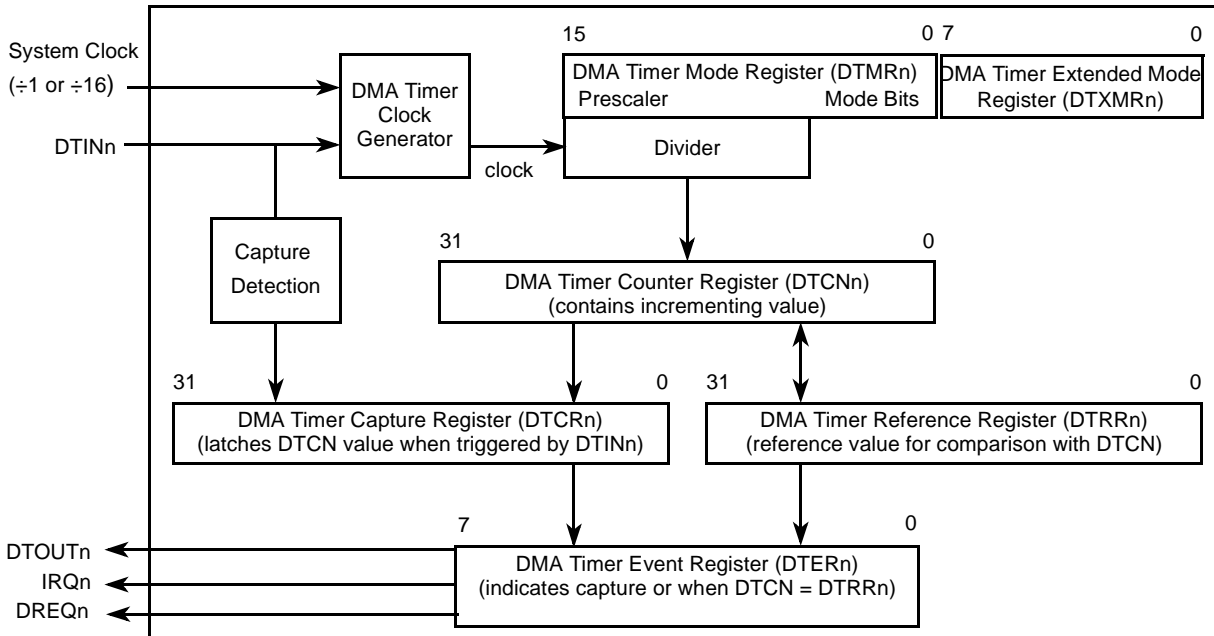 15
0
7
0
System Clock
(÷1 or ÷16)
DTINn
DMA Timer
Clock
Generator
clock
DMA Timer Mode Register (DTMRn)
Prescaler
Mode Bits
DMA Timer Extended Mode
Register (DTXMRn)
Divider
Capture
Detection
31
0
DMA Timer Counter Register (DTCNn)
(contains incrementing value)
31
0
31
0
DMA Timer Capture Register (DTCRn)
(latches DTCN value when triggered by DTINn)
DMA Timer Reference Register (DTRRn)
(reference value for comparison with DTCN)
7
0
DMA Timer Event Register (DTERn)
(indicates capture or when DTCN = DTRRn)
DTOUTn
IRQn
DREQn